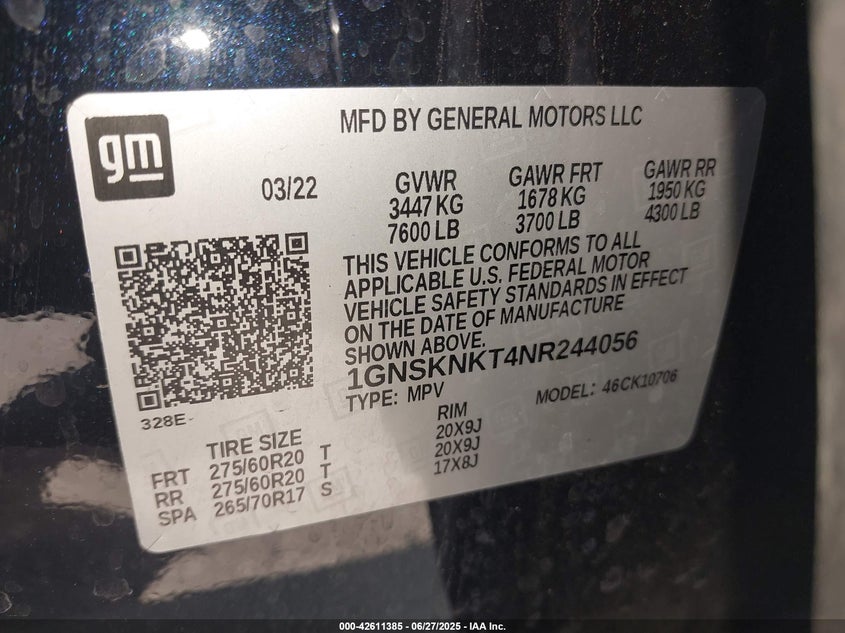 gm
MFD BY GENERAL MOTORS LLC
03/22
GVWR
3447 KG
7600 LB
GAWR FRT
1678 KG
3700 LB
GAWR RR
1950 KG
4300 LB
THIS VEHICLE CONFORMS TO ALL
APPLICABLE U.S. FEDERAL MOTOR
VEHICLE SAFETY STANDARDS IN EFFECT
ON THE DATE OF MANUFACTURE
SHOWN ABOVE.
1GNSKNKT4NR244056
TYPE: MPV
MODEL: 46CK10706
328E-
TIRE SIZE
RIM
FRT 275/60R20 T 20X9J
RR 275/60R20 T 20X9J
SPA 265/70R17 S 17X8J
000-42611385 - 06/27/2025 - IAA Inc.